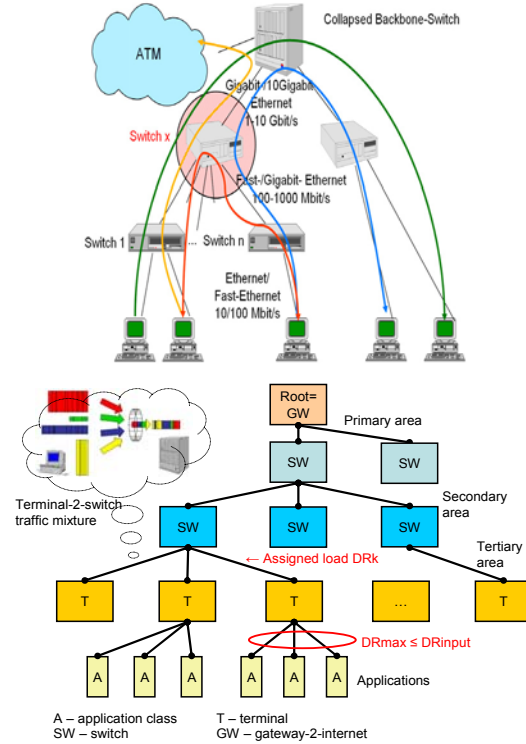 Collapsed Backbone-Switch
ATM
Gigabit-/10Gigabit
Ethernet
1-10 Gbit/s
Switch x
Fast-/Gigabit- Ethernet
100-1000 Mbit/s
Switch 1
....
Switch n
Ethernet/
Fast-Ethernet
10/100 Mbit/s
Root=
GW
Primary area
SW
SW
Terminal-2-switch
traffic mixture
Secondary
area
SW
SW
SW
← Assigned load DRk
Tertiary
area
T
T
T
...
T
DRmax ≤ DRinput
A
A
A
A
A
A
Applications
A – application class
T – terminal
SW – switch
GW – gateway-2-internet